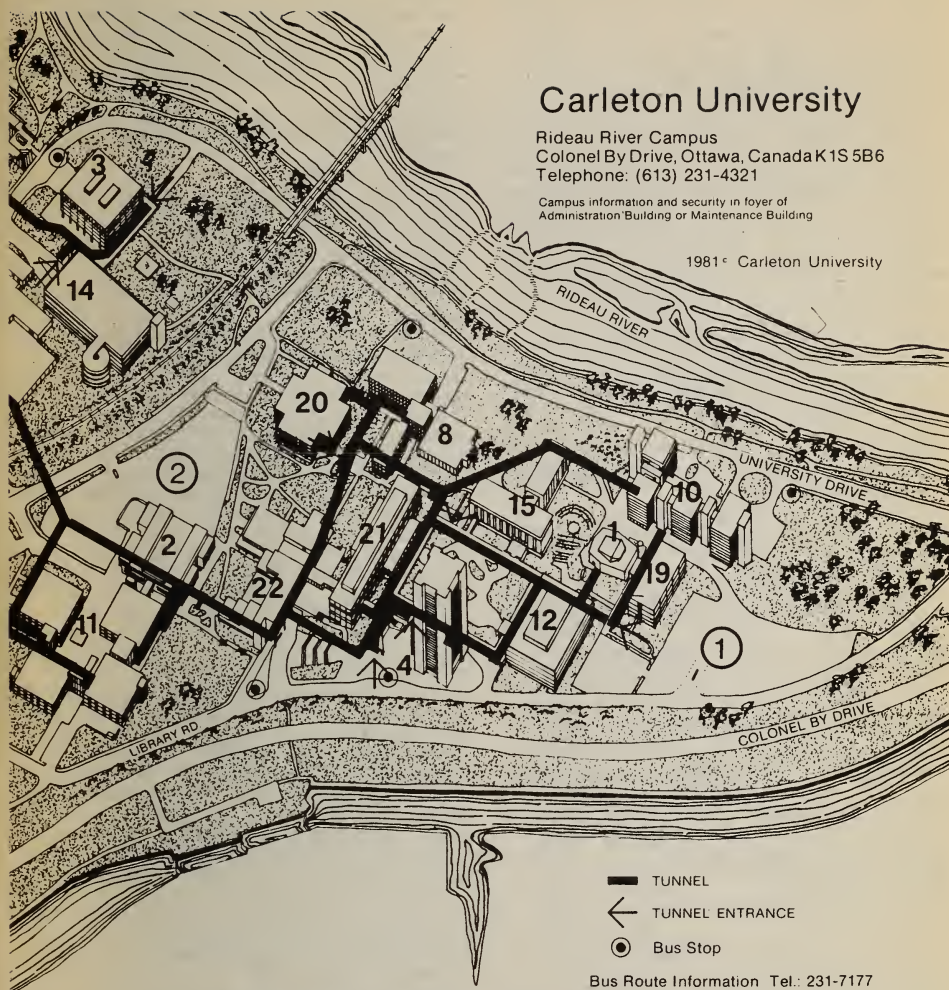 Carleton University
Rideau River Campus
Colonel By Drive, Ottawa, Canada K1S 5B6
Telephone: (613) 231-4321
Campus information and security in foyer of
Administration Building or Maintenance Building
1981 c Carleton University
RIDEAU RIVER
3
14
20
8
2
10
UNIVERSITY DRIVE
15
21
1
2
19
22
12
11
1
4
COLONEL BY DRIVE
LIBRARY RD
TUNNEL
TUNNEL ENTRANCE
Bus Stop
Bus Route Information Tel.: 231-7177